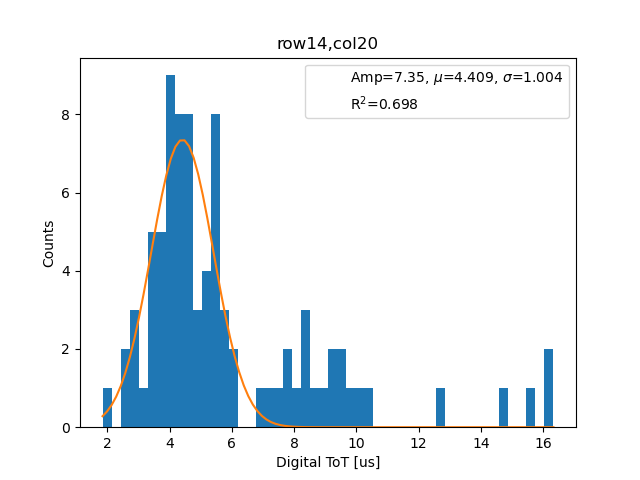 row14,col20
Amp=7.35, μ=4.409, σ=1.004
R²=0.698
Counts
8
6
4
2
0
2 4 6 8 10 12 14 16
Digital ToT [us]